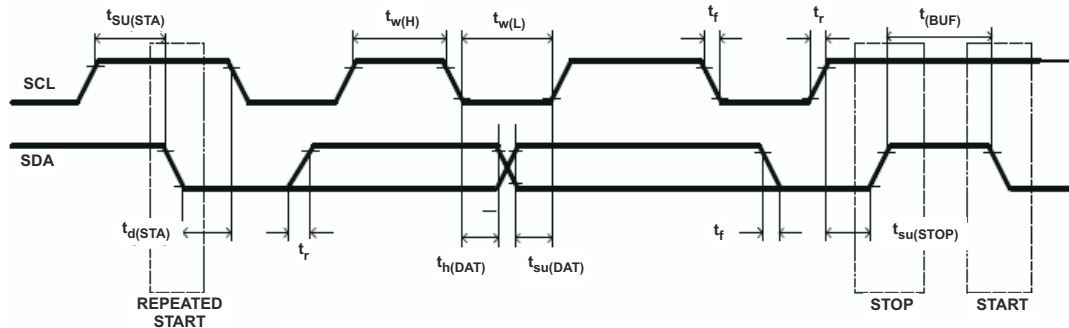 tSU(STA)
tw(H)
tw(L)
tf
tr
t(BUF)
SCL
SDA
td(STA)
tr
th(DAT)
tsu(DAT)
tf
tsu(STOP)
REPEATED
START
STOP
START